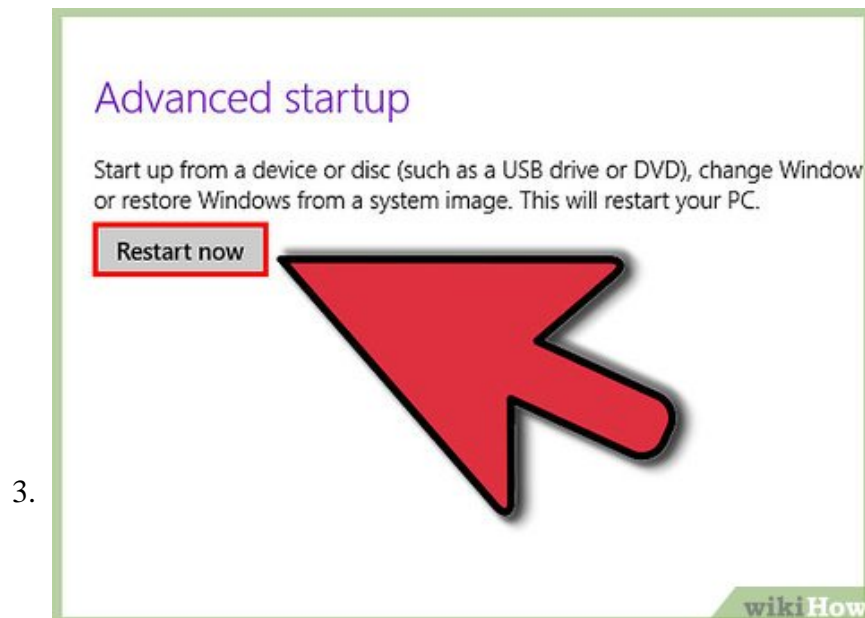 Advanced startup
Start up from a device or disc (such as a USB drive or DVD), change Window
or restore Windows from a system image. This will restart your PC.
Restart now
3.
wikiHow